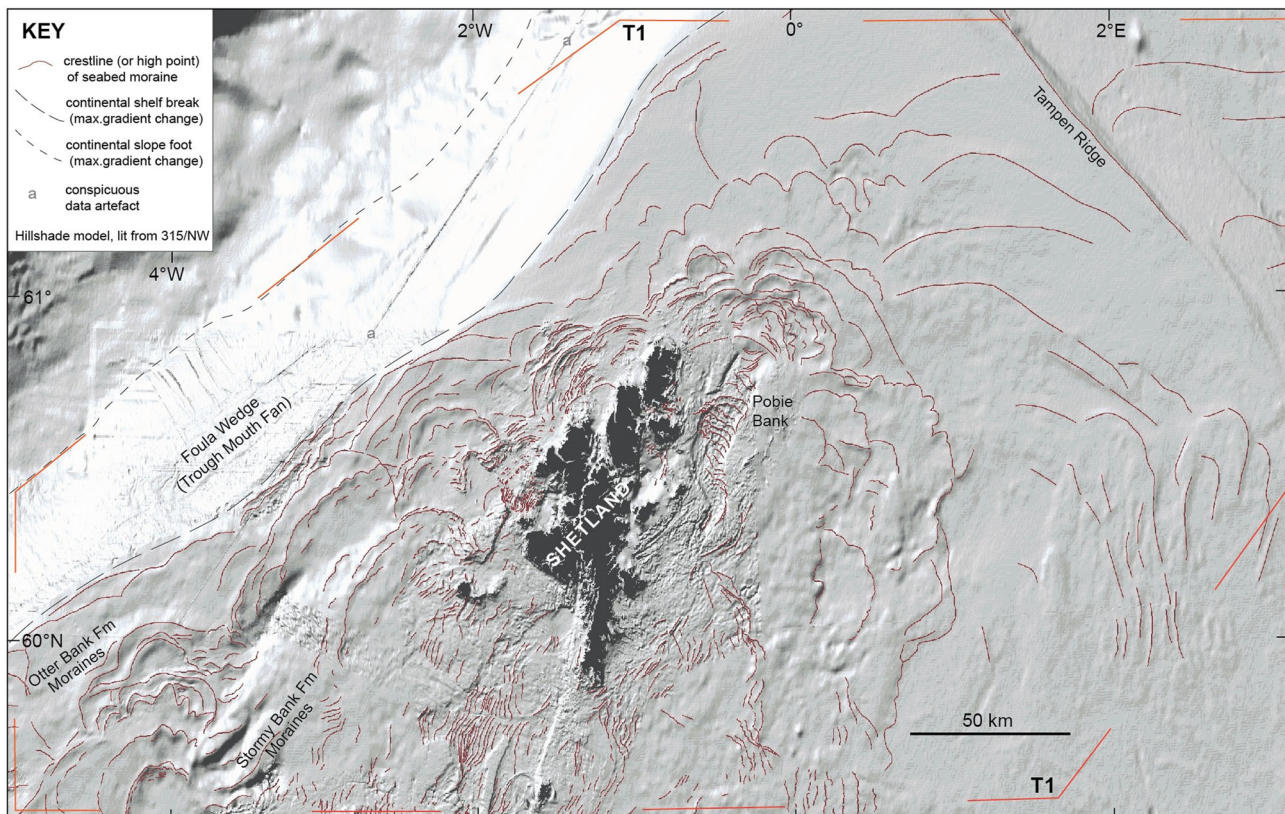 KEY
crestline (or high point)
of seabed moraine
continental shelf break
(max.gradient change)
continental slope foot
(max.gradient change)
a conspicuous
data artefact
Hillshade model, lit from 315/NW
2°W
a
T1
0°
2°E
Tampen Ridge
4°W
61°
a
Foula Wedge
(Trough Mouth Fan)
Pobie
Bank
SHETLAND
60°N
Otter Bank Fm
Moraines
Stormy Bank Fm
Moraines
50 km
T1